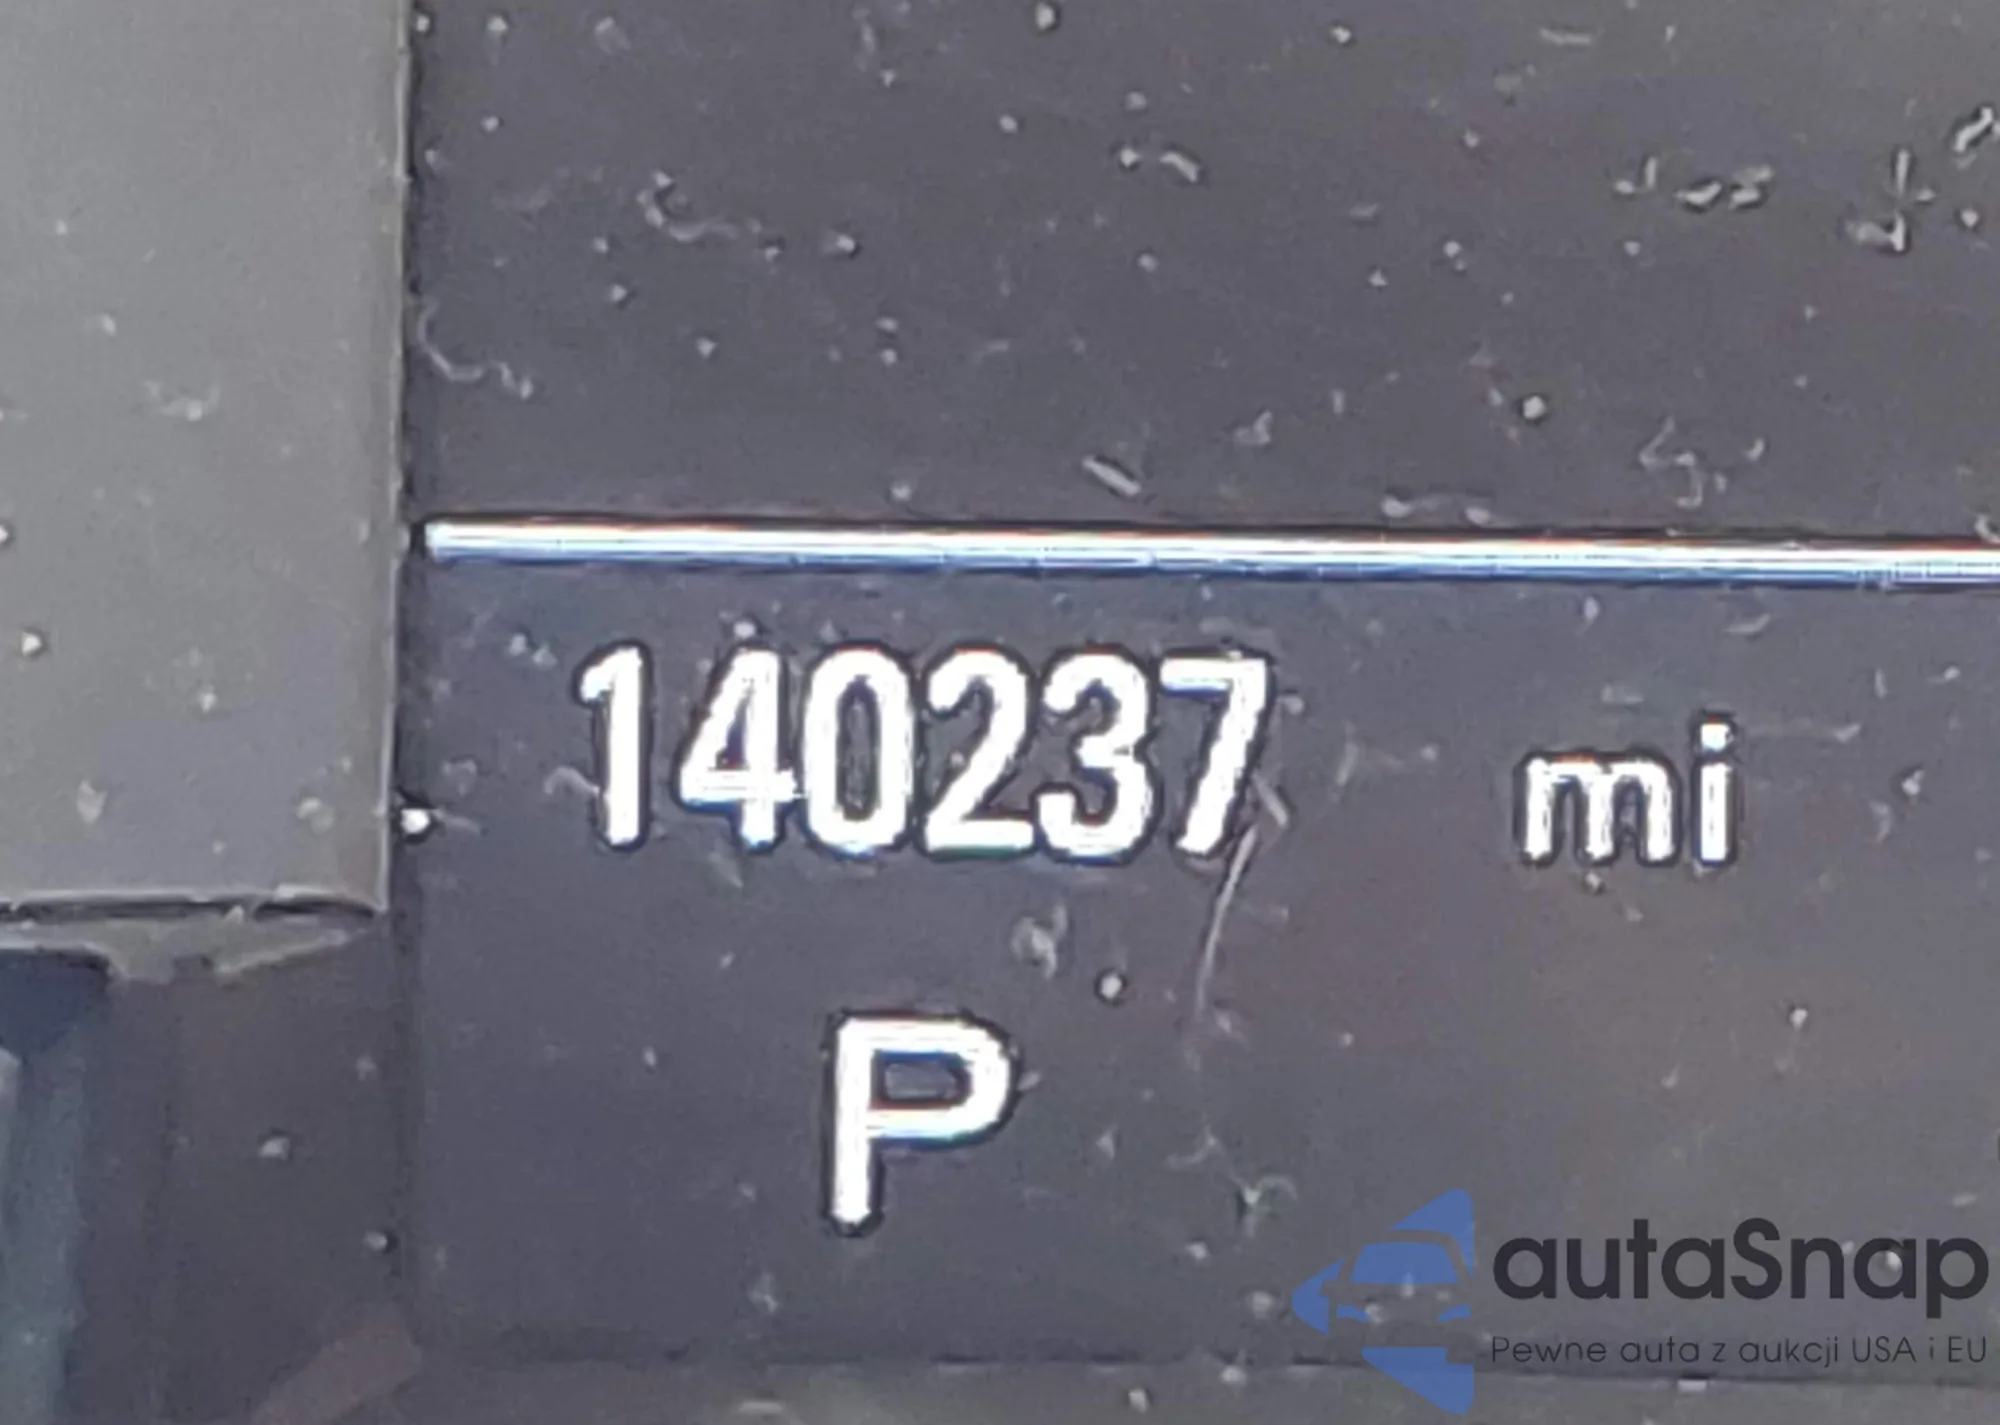 140237 mi
P
autaSnap
Pewne auta z aukcji USA i EU